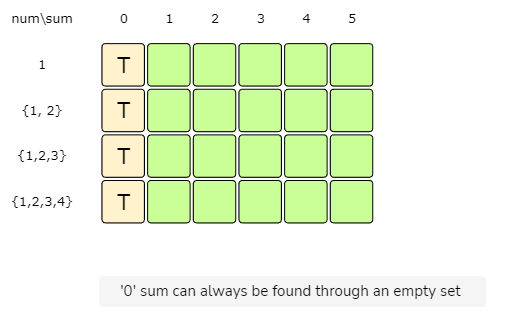 num\sum 0 1 2 3 4 5
1 T
{1, 2} T
{1,2,3} T
{1,2,3,4} T
'0' sum can always be found through an empty set